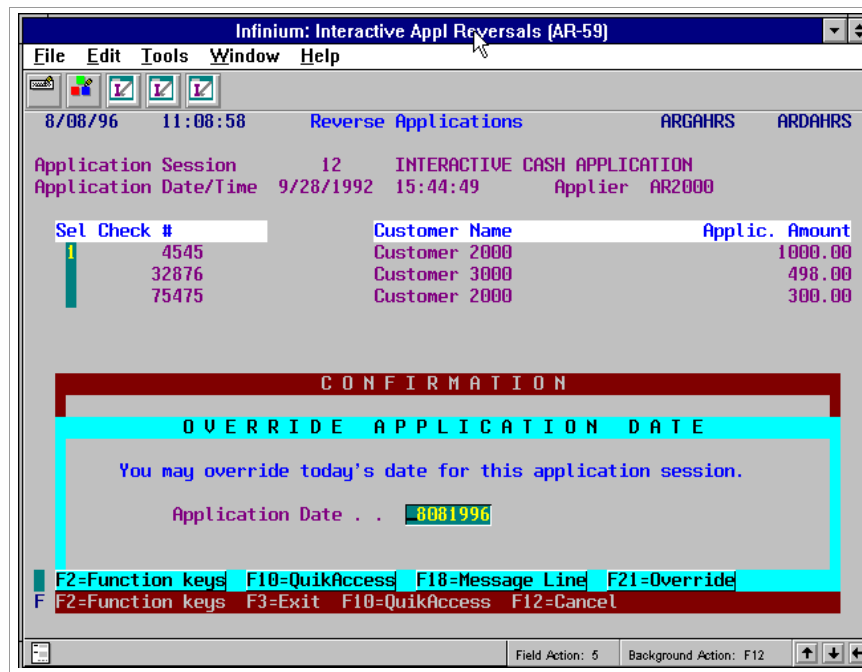 Infinium: Interactive Appl Reversals (AR-59)
File Edit Tools Window Help
8/08/96 11:08:58 Reverse Applications ARGAHRS ARDAHRS
Application Session 12 INTERACTIVE CASH APPLICATION
Application Date/Time 9/28/1992 15:44:49 Applier AR2000
Sel Check # Customer Name Applic. Amount
1 4545 Customer 2000 1000.00
32876 Customer 3000 498.00
75475 Customer 2000 300.00
C O N F I R M A T I O N
O V E R R I D E A P P L I C A T I O N D A T E
You may override today's date for this application session.
Application Date . . 8081996
F2=Function keys F10=QuikAccess F18=Message Line F21=Override
F F2=Function keys F3=Exit F10=QuikAccess F12=Cancel
Field Action: 5 Background Action: F12